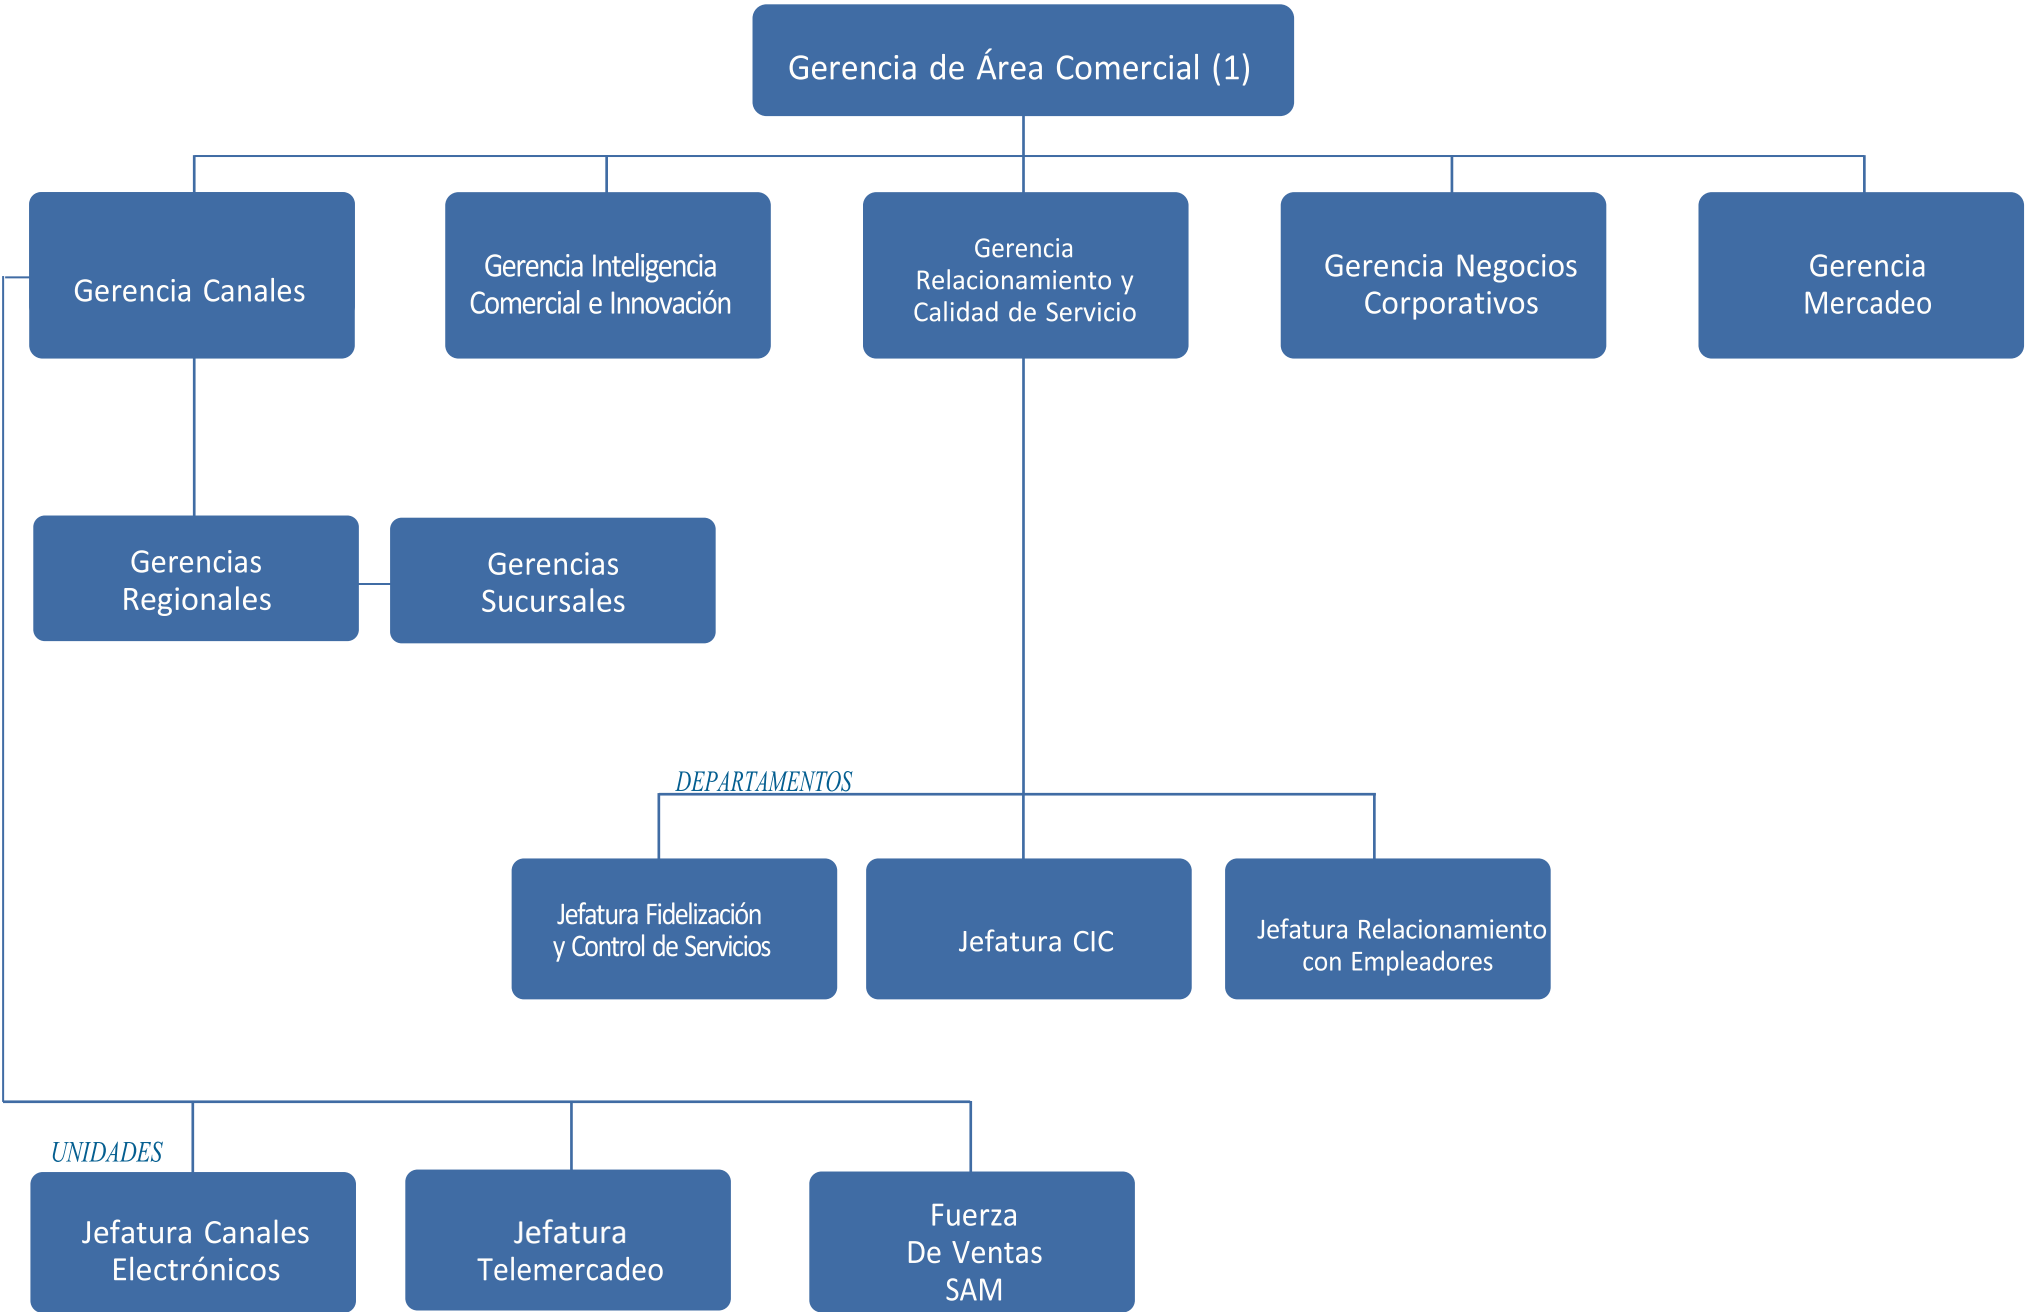 Gerencia de Área Comercial (1)
Gerencia Canales
Gerencia Inteligencia
Comercial e Innovación
Gerencia
Relacionamiento y
Calidad de Servicio
Gerencia Negocios
Corporativos
Gerencia
Mercadeo
Gerencias
Regionales
Gerencias
Sucursales
DEPARTAMENTOS
Jefatura Fidelización
y Control de Servicios
Jefatura CIC
Jefatura Relacionamiento
con Empleadores
UNIDADES
Jefatura Canales
Electrónicos
Jefatura
Telemercadeo
Fuerza
De Ventas
SAM